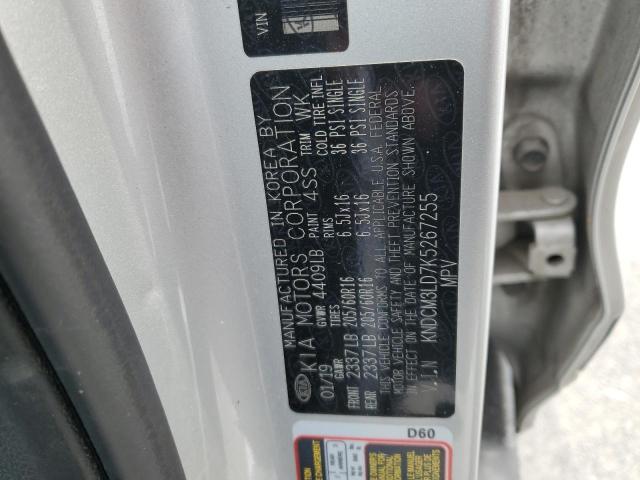 VIN
MANUFACTURED IN KOREA BY
KIA MOTORS CORPORATION
01/19 GVWR 4409LB PAINT 4SS TRIM WK
GAWR TIRES RIMS COLD TIRE INFL
FRONT 2337LB 205/60R16 6.5Jx16 36 PSI SINGLE
REAR 2337LB 205/60R16 6.5Jx16 36 PSI SINGLE
THIS VEHICLE CONFORMS TO ALL APPLICABLE U.S.A. FEDERAL
MOTOR VEHICLE SAFETY AND THEFT PREVENTION STANDARDS
IN EFFECT ON THE DATE OF MANUFACTURE SHOWN ABOVE.
V.I.N KNDCM3LD7K5267255
MPV
D60